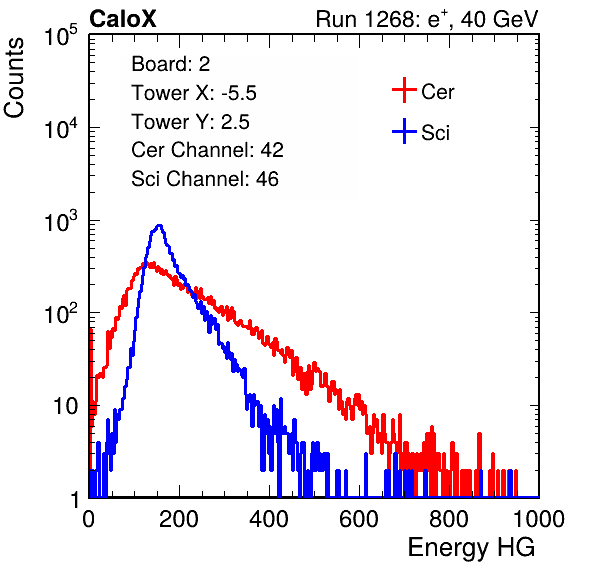 CaloX Run 1268: e⁺, 40 GeV
Counts
10⁵
10⁴
10³
10²
10
1
Board: 2
Tower X: -5.5
Tower Y: 2.5
Cer Channel: 42
Sci Channel: 46
Cer
Sci
0 200 400 600 800 1000
Energy HG